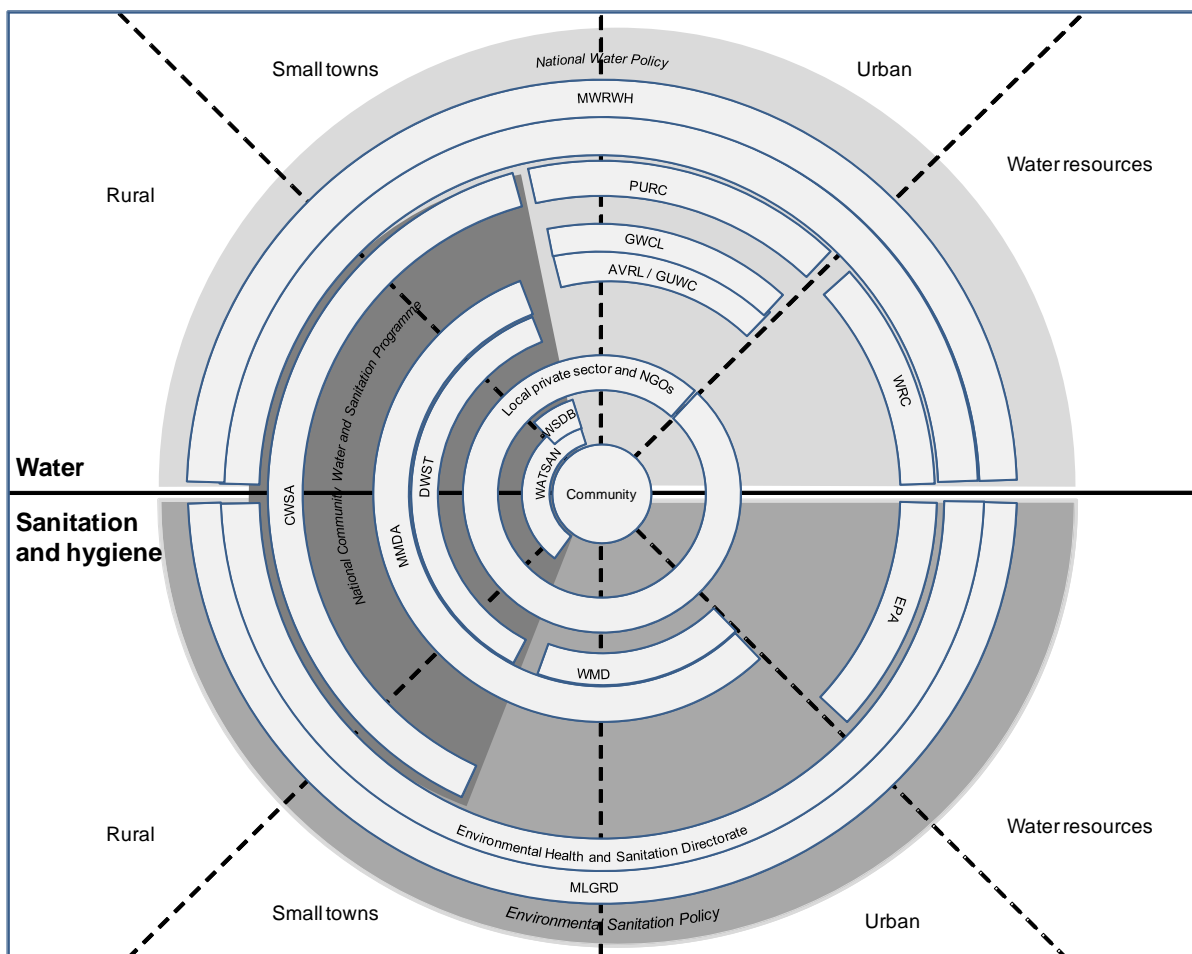 National Water Policy
Small towns
Urban
MWRWH
Water resources
Rural
PURC
GWCL
AVRL / GUWC
National Community Water and Sanitation Programme
WRC
Local private sector and NGOs
WSDB
WATSAN
DWST
Community
CWSA
MMDA
Water
Sanitation
and hygiene
EPA
WMD
Rural
Environmental Health and Sanitation Directorate
Water resources
MLGRD
Small towns
Environmental Sanitation Policy
Urban